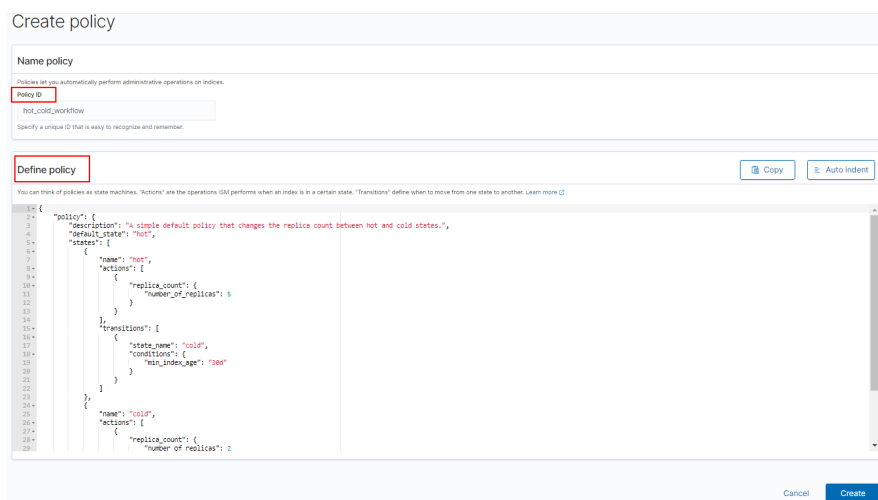 Create policy
Name policy
Policies let you automatically perform administrative operations on indices.
Policy ID
hot_cold_workflow
Specify a unique ID that is easy to recognize and remember.
Define policy
Copy
Auto indent
You can think of policies as state machines. "Actions" are the operations ISM performs when an index is in a certain state. "Transitions" define when to move from one state to another. Learn more
1 {
2 "policy": {
3 "description": "A simple default policy that changes the replica count between hot and cold states.",
4 "default_state": "hot",
5 "states": [
6 {
7 "name": "hot",
8 "actions": [
9 {
10 "replica_count": {
11 "number_of_replicas": 5
12 }
13 }
14 ],
15 "transitions": [
16 {
17 "state_name": "cold",
18 "conditions": {
19 "min_index_age": "30d"
20 }
21 }
22 ]
23 },
24 {
25 "name": "cold",
26 "actions": [
27 {
28 "replica_count": {
29 "number_of_replicas": 2
Cancel
Create